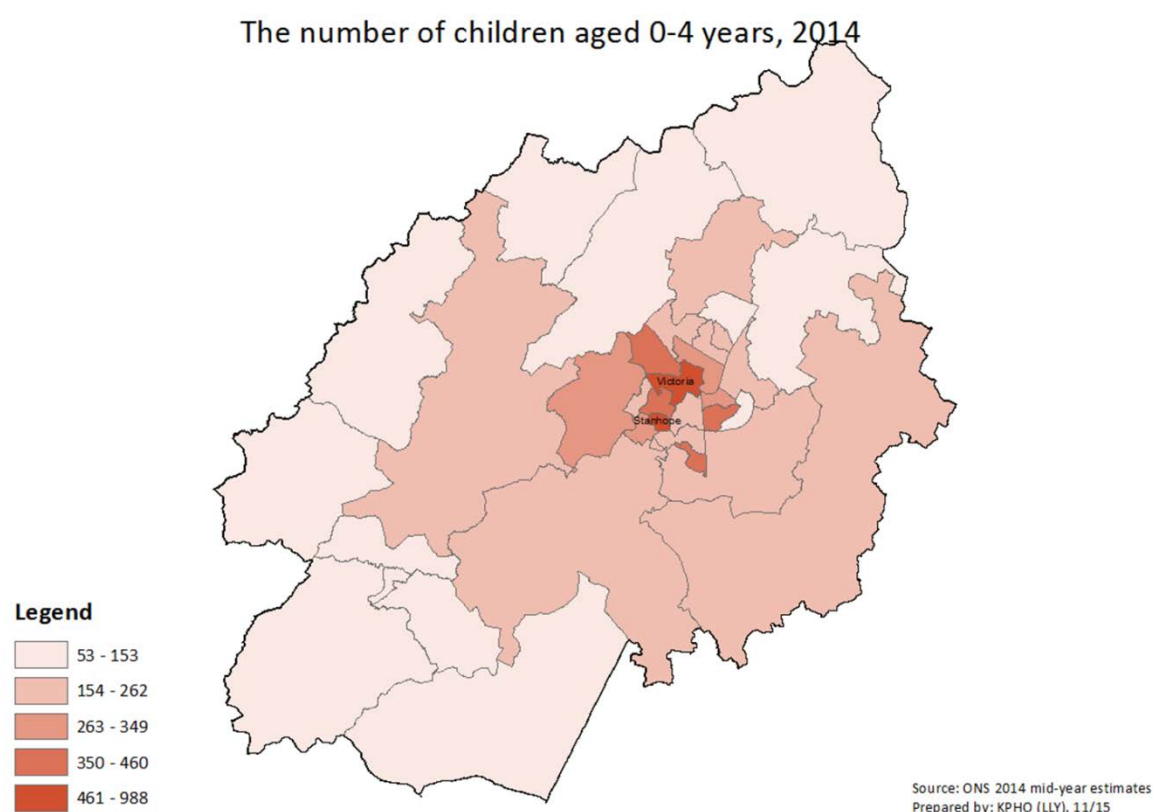 The number of children aged 0-4 years, 2014
Victoria
Stanhope
Legend
53 - 153
154 - 262
263 - 349
350 - 460
461 - 988
Source: ONS 2014 mid-year estimates
Prepared by: KPHO (LLY), 11/15